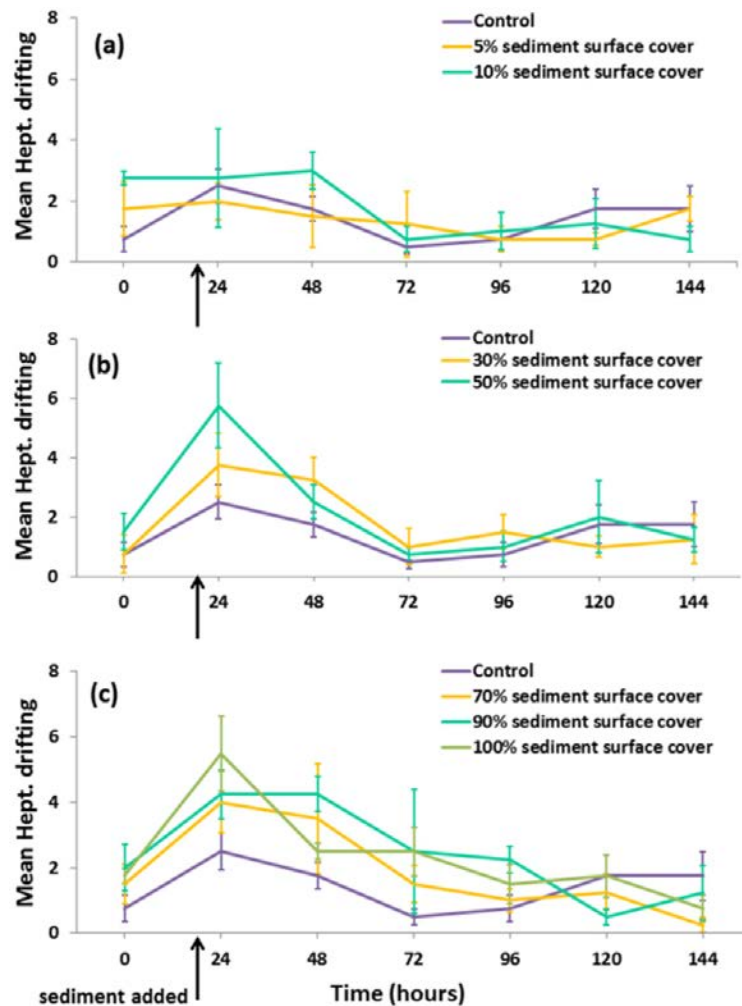 (a)
Control
5% sediment surface cover
10% sediment surface cover
Mean Hept. drifting
8
6
4
2
0
0 24 48 72 96 120 144
(b)
Control
30% sediment surface cover
50% sediment surface cover
Mean Hept. drifting
8
6
4
2
0
0 24 48 72 96 120 144
(c)
Control
70% sediment surface cover
90% sediment surface cover
100% sediment surface cover
Mean Hept. drifting
8
6
4
2
0
0 24 48 72 96 120 144
sediment added
Time (hours)